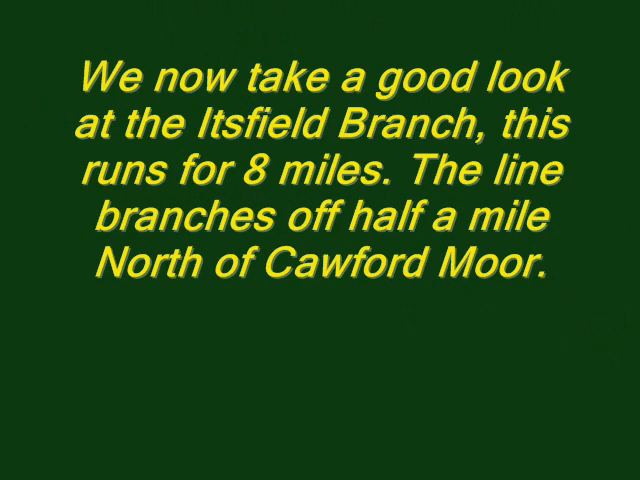 We now take a good look
at the Itsfield Branch, this
runs for 8 miles. The line
branches off half a mile
North of Cawford Moor.